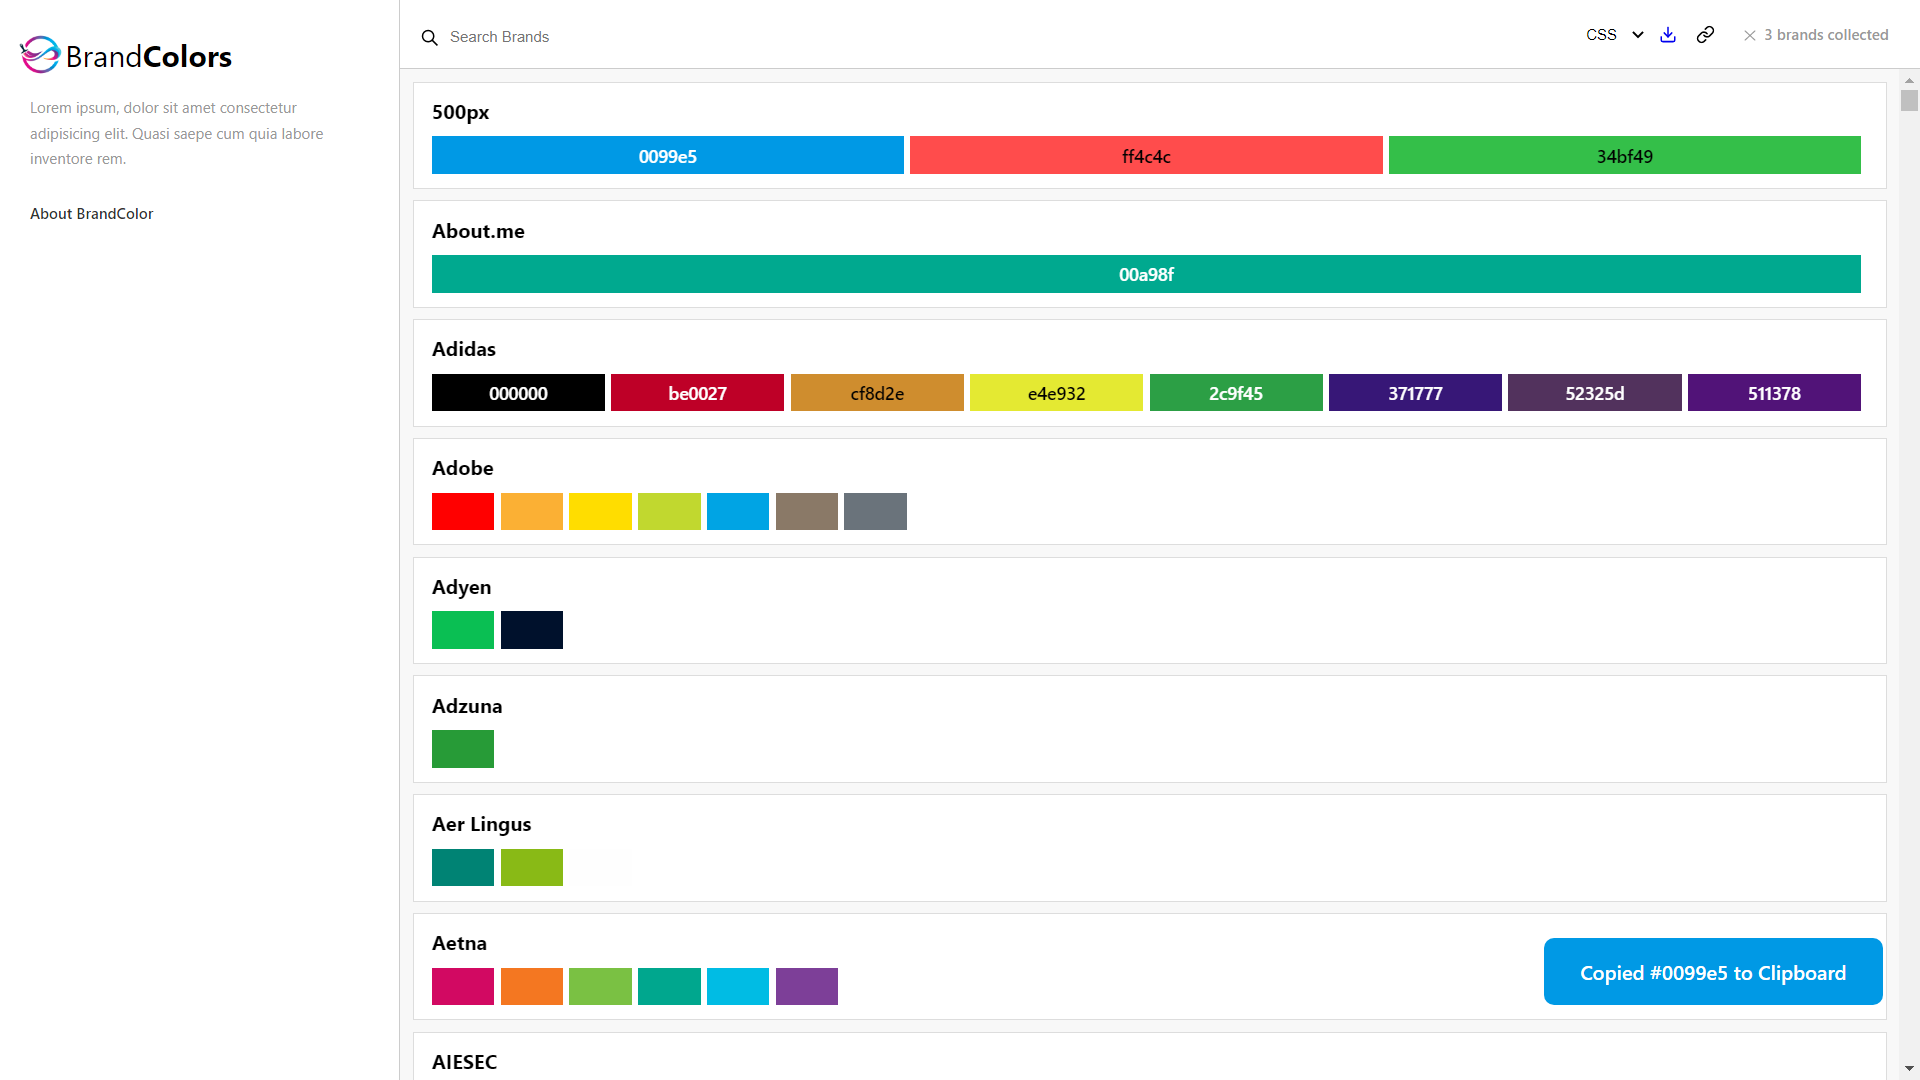 BrandColors
Lorem ipsum, dolor sit amet consectetur
adipisicing elit. Quasi saepe cum quia labore
inventore rem.
About BrandColor
Search Brands
CSS
3 brands collected
500px
0099e5 ff4c4c 34bf49
About.me
00a98f
Adidas
000000 be0027 cf8d2e e4e932 2c9f45 371777 52325d 511378
Adobe
Adyen
Adzuna
Aer Lingus
Aetna
Copied #0099e5 to Clipboard
AIESEC